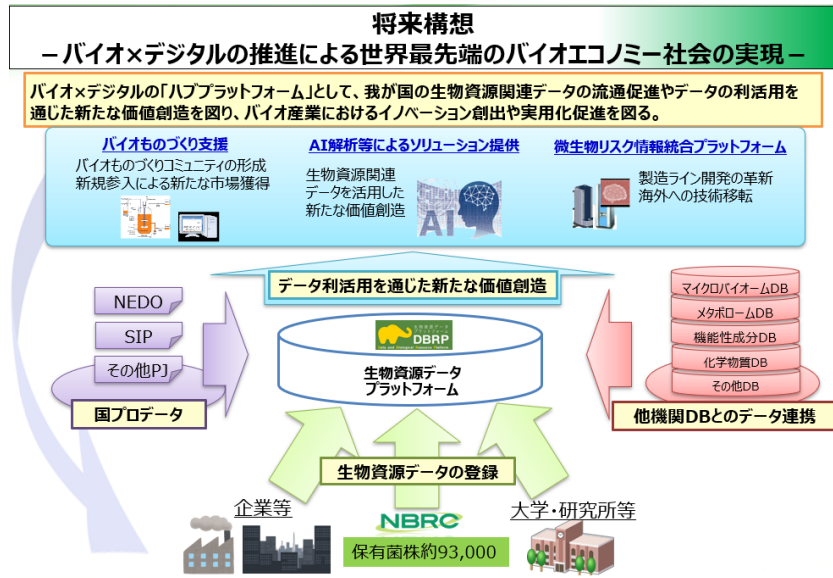 将来構想
－バイオ×デジタルの推進による世界最先端のバイオエコノミー社会の実現－
バイオ×デジタルの「ハブプラットフォーム」として、我が国の生物資源関連データの流通促進やデータの利活用を
通じた新たな価値創造を図り、バイオ産業におけるイノベーション創出や実用化促進を図る。
バイオものづくり支援
バイオものづくりコミュニティの形成
新規参入による新たな市場獲得
AI解析等によるソリューション提供
生物資源関連
データを活用した
新たな価値創造
AI
微生物リスク情報統合プラットフォーム
製造ライン開発の革新
海外への技術移転
データ利活用を通じた新たな価値創造
NEDO
SIP
その他PJ
国プロデータ
生物資源データ
プラットフォーム
DBRP
生物資源データ
プラットフォーム
マイクロバイオームDB
メタボロームDB
機能性成分DB
化学物質DB
その他DB
他機関DBとのデータ連携
生物資源データの登録
企業等
NBRC
保有菌株約93,000
大学・研究所等